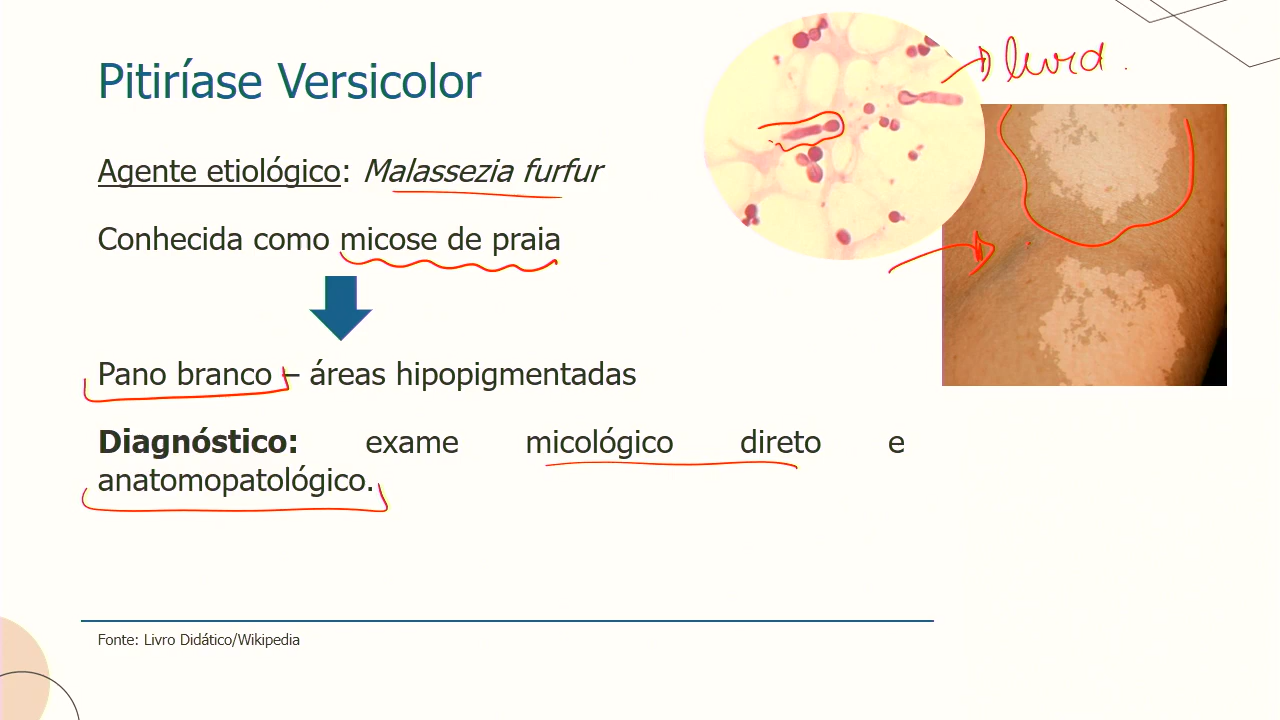 Pitiríase Versicolor
Agente etiológico: Malassezia furfur
Conhecida como micose de praia
Pano branco – áreas hipopigmentadas
Diagnóstico: exame micológico direto e
anatomopatológico.
Fonte: Livro Didático/Wikipedia